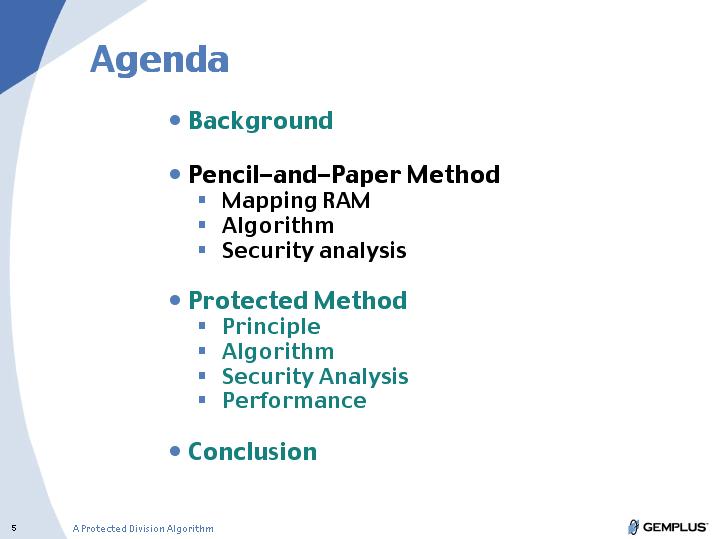 Agenda
• Background
• Pencil-and-Paper Method
▪ Mapping RAM
▪ Algorithm
▪ Security analysis
• Protected Method
▪ Principle
▪ Algorithm
▪ Security Analysis
▪ Performance
• Conclusion
5 A Protected Division Algorithm GEMPLUS™